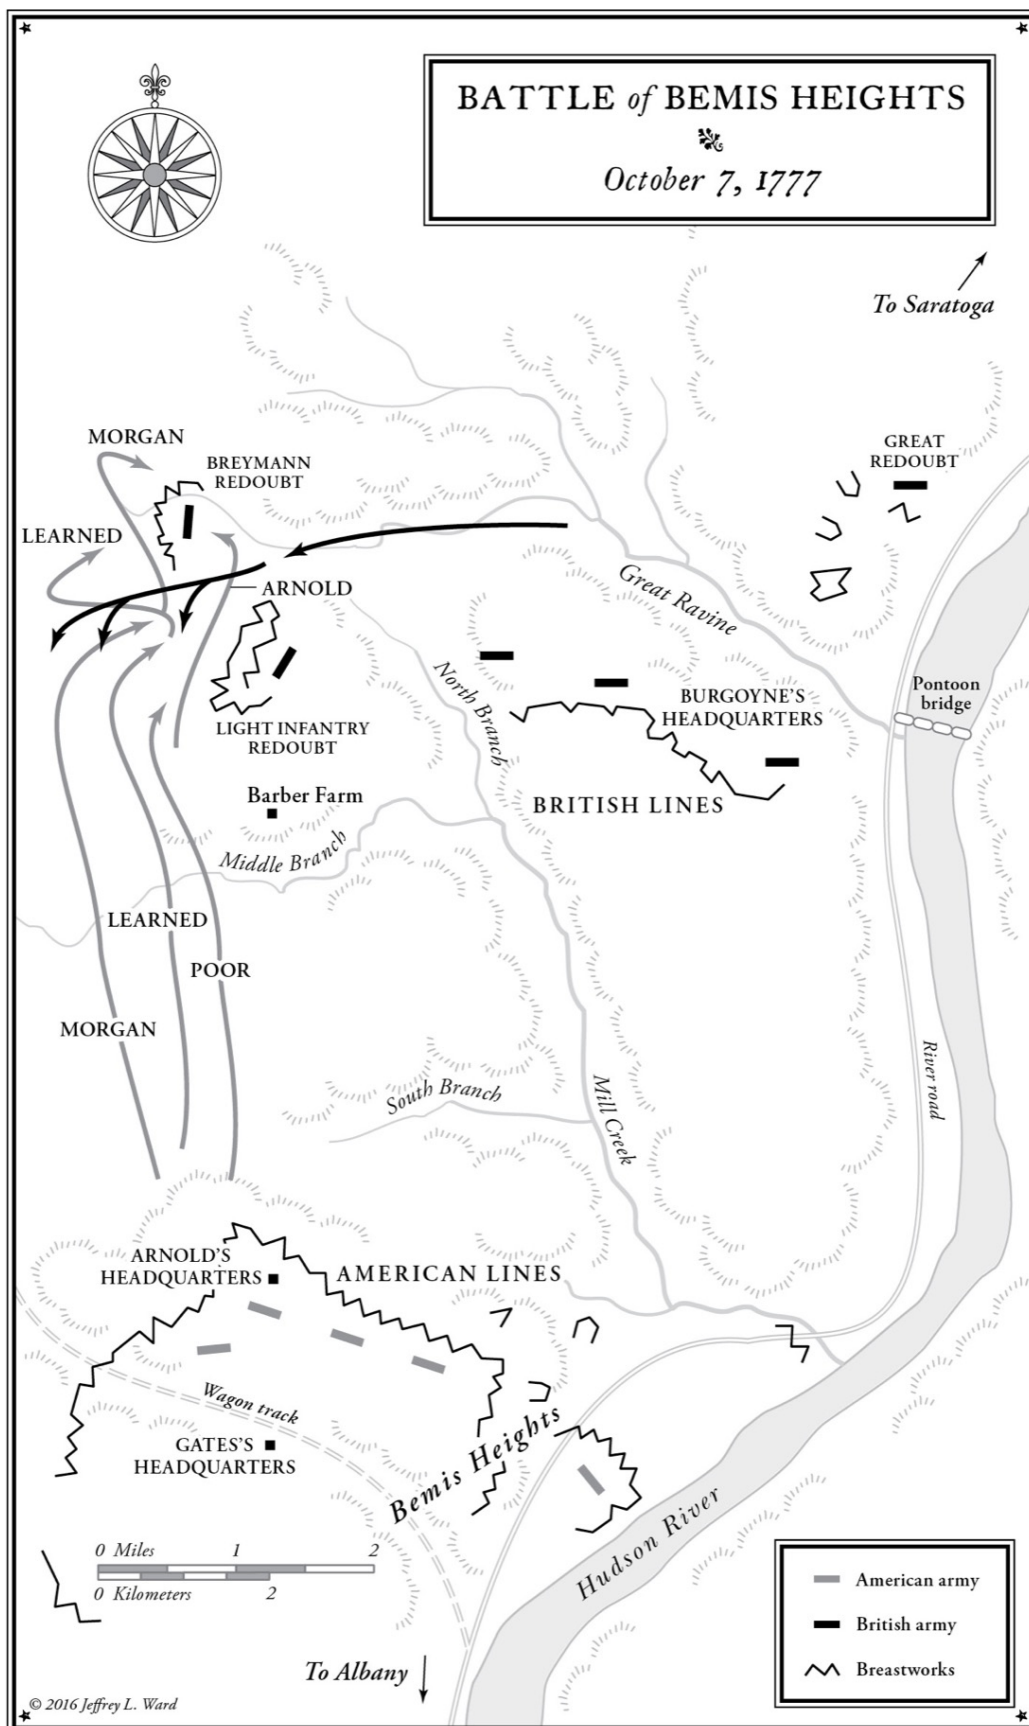 BATTLE of BEMIS HEIGHTS
October 7, 1777
To Saratoga
MORGAN
BREYMANN
REDOUBT
GREAT
REDOUBT
LEARNED
ARNOLD
Great Ravine
North Branch
LIGHT INFANTRY
REDOUBT
BURGOYNE'S
HEADQUARTERS
Pontoon
bridge
Barber Farm
BRITISH LINES
Middle Branch
LEARNED
POOR
MORGAN
River road
South Branch
Mill Creek
ARNOLD'S
HEADQUARTERS
AMERICAN LINES
Wagon track
GATES'S
HEADQUARTERS
Bemis Heights
Hudson River
0 Miles 1 2
0 Kilometers 2
American army
British army
Breastworks
To Albany
© 2016 Jeffrey L. Ward